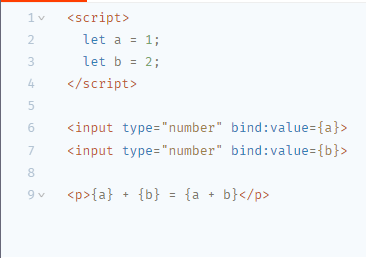 1 <script>
2 let a = 1;
3 let b = 2;
4 </script>
5
6 <input type="number" bind:value={a}>
7 <input type="number" bind:value={b}>
8
9 <p>{a} + {b} = {a + b}</p>